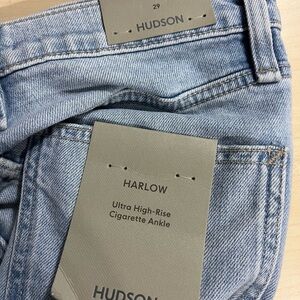 29
HUDSON
HARLOW
Ultra High-Rise
Cigarette Ankle
HUDSON